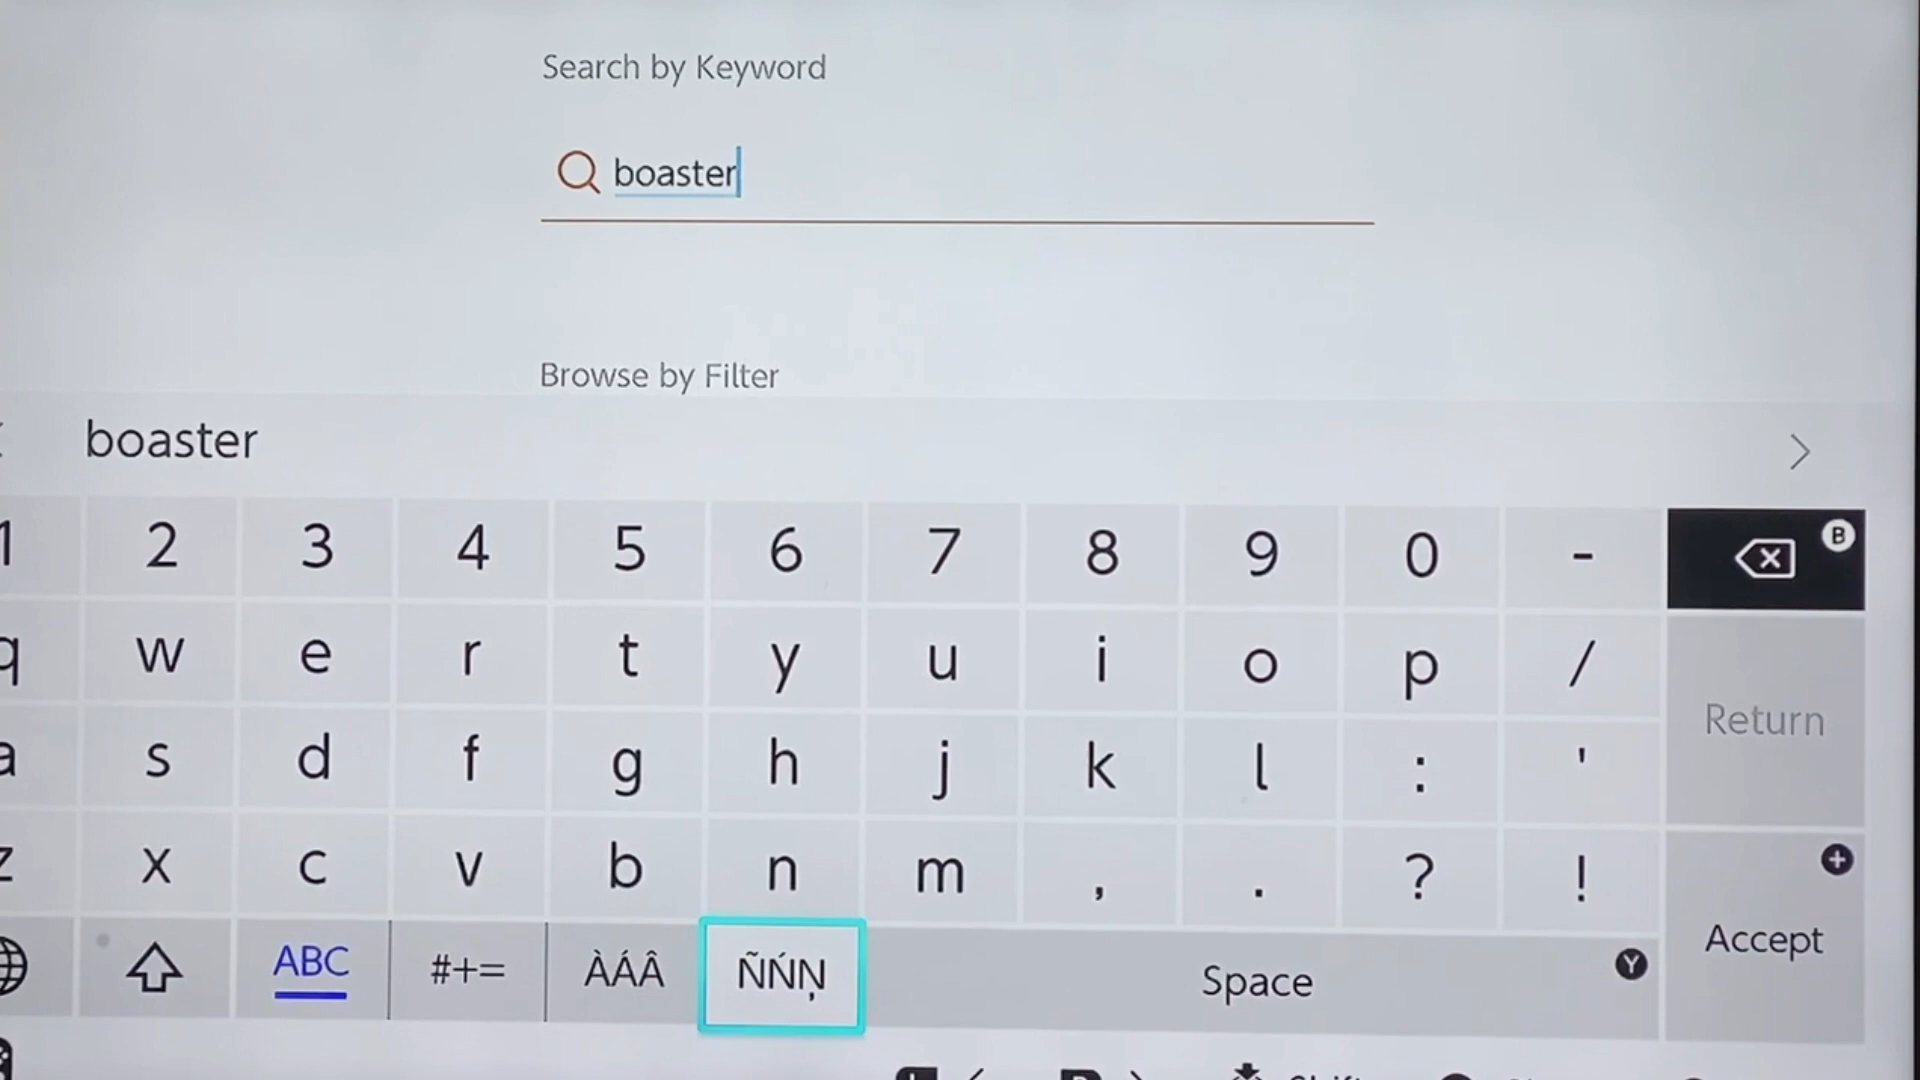 Search by Keyword
boaster
Browse by Filter
boaster
1 2 3 4 5 6 7 8 9 0 - B
q w e r t y u i o p /
Return
a s d f g h j k l : '
z x c v b n m , . ? !
ABC #+= ÀÁÂ ÑŃŅ Space Y
Accept